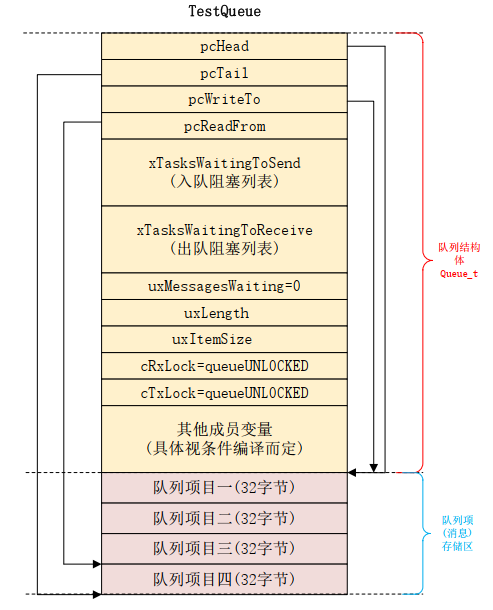 TestQueue
pcHead
pcTail
pcWriteTo
pcReadFrom
xTasksWaitingToSend
(入队阻塞列表)
xTasksWaitingToReceive
(出队阻塞列表)
uxMessagesWaiting=0
uxLength
uxItemSize
cRxLock=queueUNLOCKED
cTxLock=queueUNLOCKED
其他成员变量
(具体视条件编译而定)
队列项目一(32字节)
队列项目二(32字节)
队列项目三(32字节)
队列项目四(32字节)
队列结构
体
Queue_t
队列项
(消息)
存储区